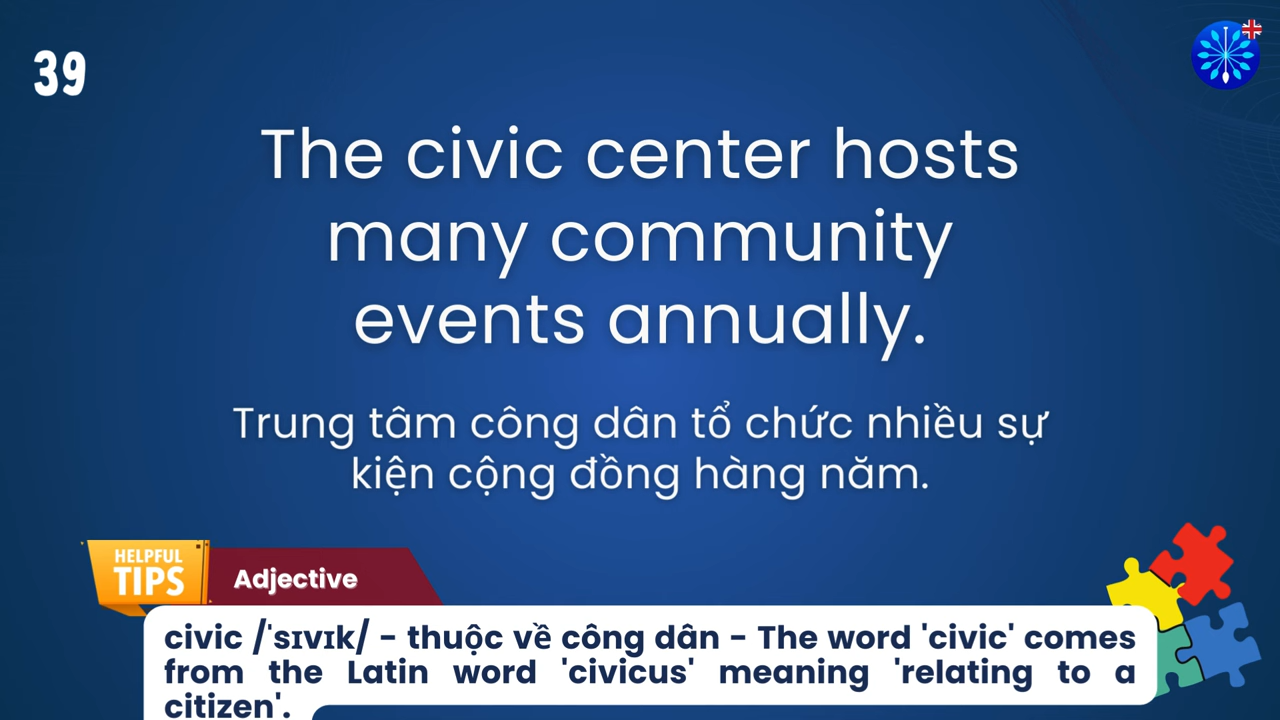 39
The civic center hosts
many community
events annually.
Trung tâm công dân tổ chức nhiều sự
kiện cộng đồng hàng năm.
HELPFUL
TIPS
Adjective
civic /ˈsɪvɪk/ - thuộc về công dân - The word 'civic' comes
from the Latin word 'civicus' meaning 'relating to a
citizen'.